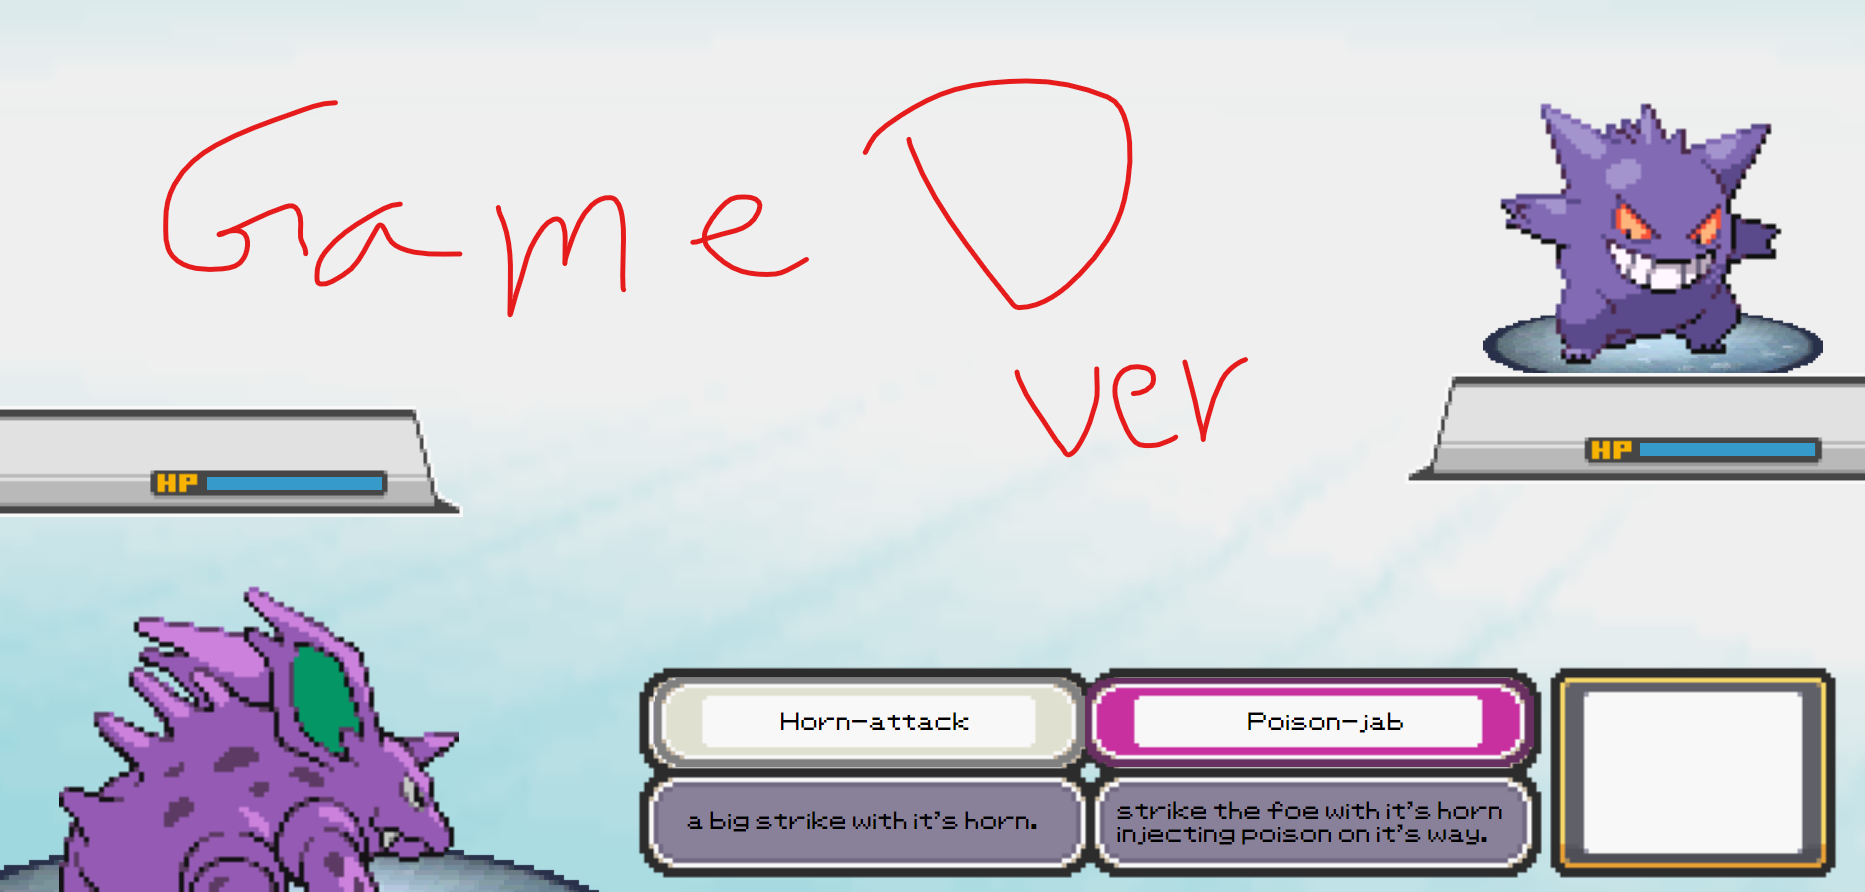 Game D
ver
HP
HP
Horn-attack
Poison-jab
a big strike with it's horn.
strike the foe with it's horn
injecting poison on it's way.